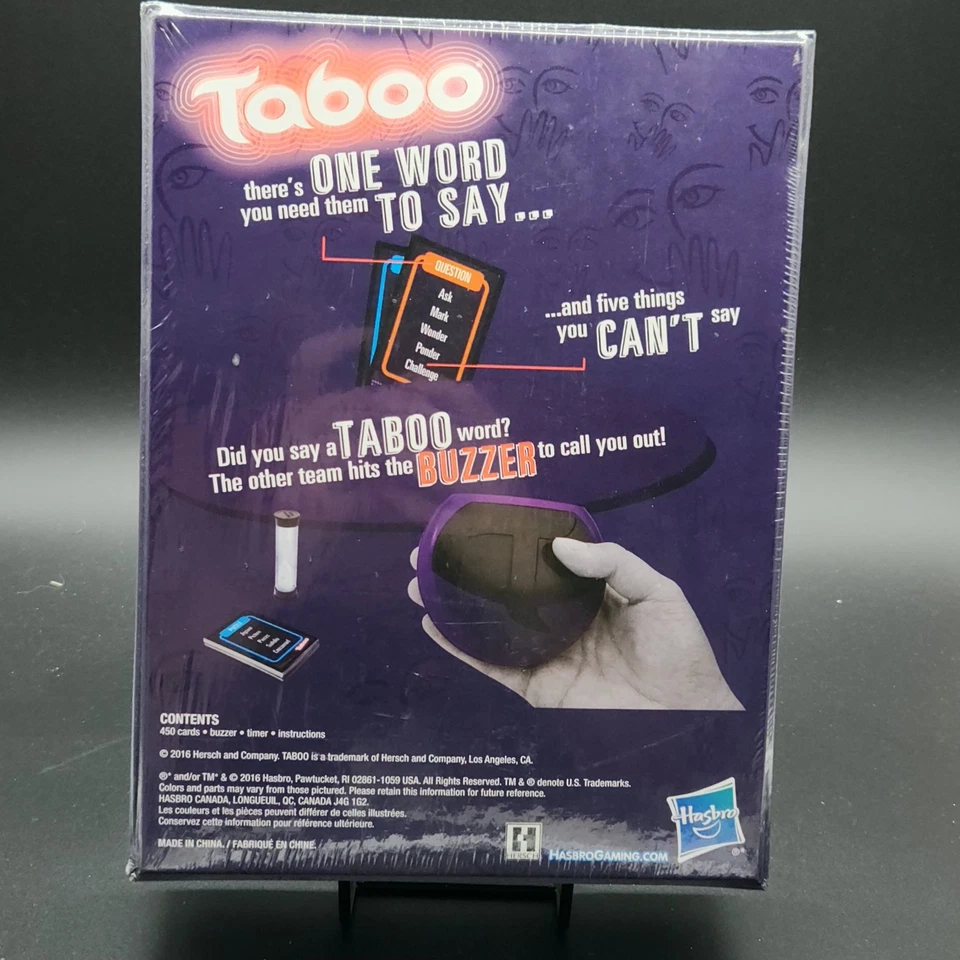 Taboo
there's ONE WORD
you need them TO SAY...
QUESTION
Ask
Mark
Wonder
Ponder
Challenge
...and five things
you CAN'T say
Did you say a TABOO word?
The other team hits the BUZZER to call you out!
CONTENTS
450 cards • buzzer • timer • instructions
© 2016 Hersch and Company. TABOO is a trademark of Hersch and Company, Los Angeles, CA.
®* and/or TM* & © 2016 Hasbro, Pawtucket, RI 02861-1059 USA. All Rights Reserved. TM & ® denote U.S. Trademarks.
Colors and parts may vary from those pictured. Please retain this information for future reference.
HASBRO CANADA, LONGUEUIL, QC, CANADA J4G 1G2.
Les couleurs et les pièces peuvent différer de celles illustrées.
Conservez cette information pour référence ultérieure.
MADE IN CHINA. / FABRIQUÉ EN CHINE.
HERSCH
HASBROGAMING.COM
Hasbro
®*